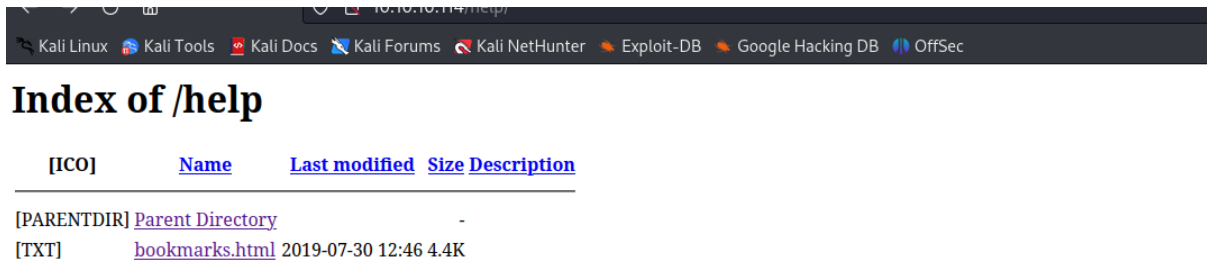 10.10.10.114/help/
Kali Linux Kali Tools Kali Docs Kali Forums Kali NetHunter Exploit-DB Google Hacking DB OffSec
Index of /help
[ICO] Name Last modified Size Description
[PARENTDIR] Parent Directory -
[TXT] bookmarks.html 2019-07-30 12:46 4.4K